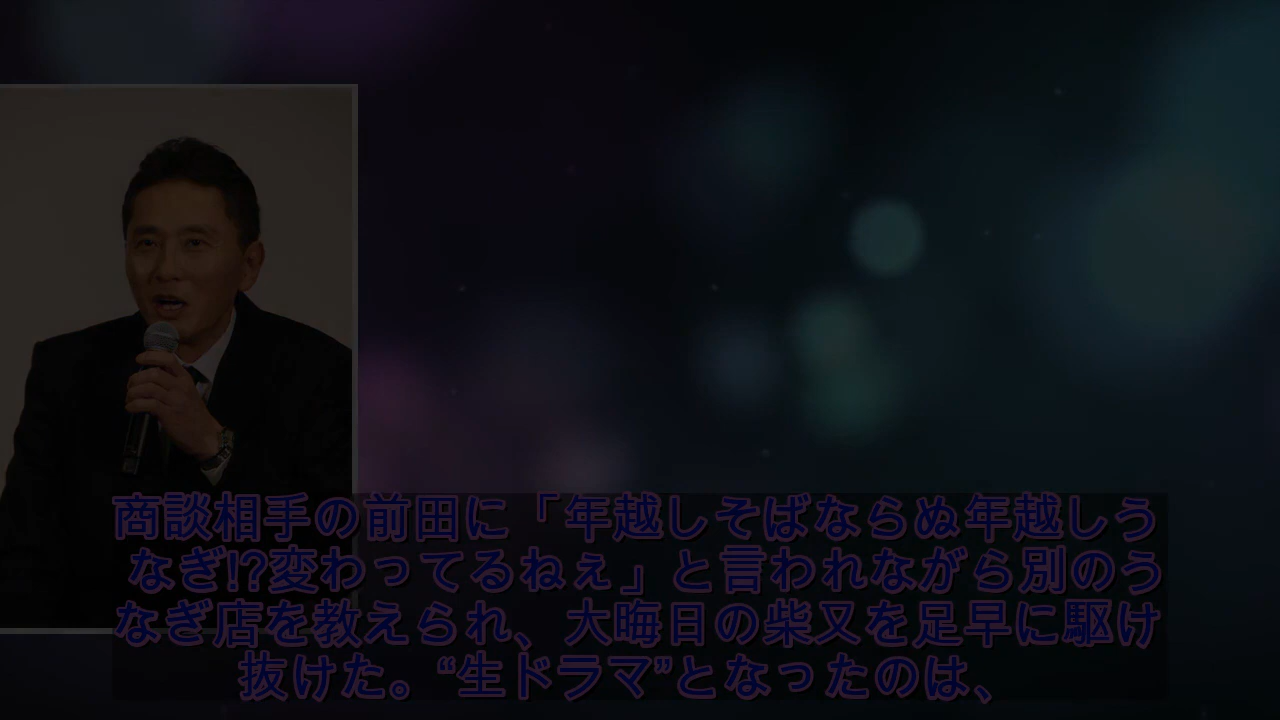 商談相手の前田に「年越しそばならぬ年越しう
なぎ!?変わってるねぇ」と言われながら別のう
なぎ店を教えられ、大晦日の柴又を足早に駆け
抜けた。“生ドラマ”となったのは、